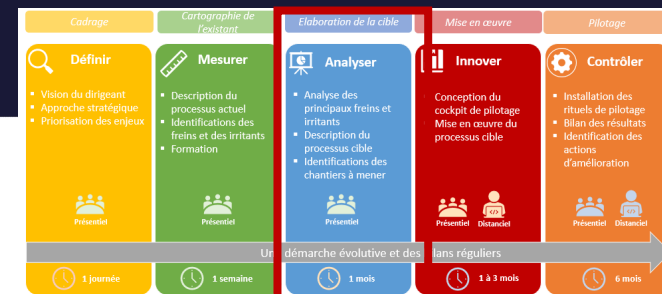 Cadrage
Cartographie de
l'existant
Elaboration de la cible
Mise en œuvre
Pilotage
Définir
Vision du dirigeant
Approche stratégique
Priorisation des enjeux
Présentiel
Mesurer
Description du
processus actuel
Identifications des
freins et des irritants
Formation
Présentiel
Analyser
Analyse des
principaux freins et
irritants
Description du
processus cible
Identifications des
chantiers à mener
Présentiel
Innover
Conception du
cockpit de pilotage
Mise en œuvre du
processus cible
Présentiel Distanciel
Contrôler
Installation des
rituels de pilotage
Bilan des résultats
Identification des
actions
d'amélioration
Présentiel Distanciel
Un démarche évolutive et des lans réguliers
1 journée
1 semaine
1 mois
1 à 3 mois
6 mois